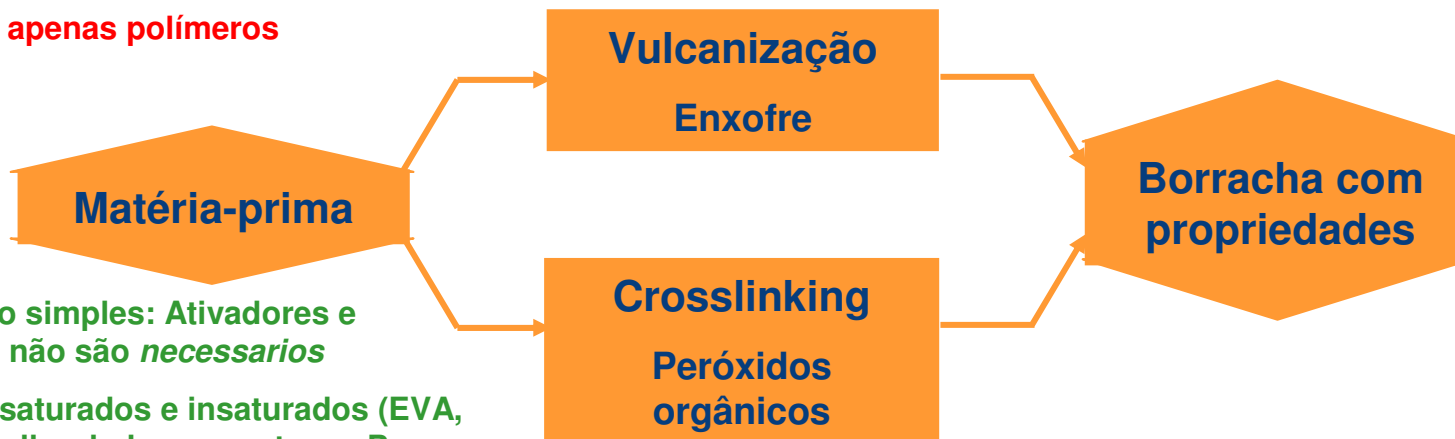 apenas polímeros
Vulcanização
Enxofre
Matéria-prima
Borracha com
propriedades
o simples: Ativadores e
não são necessarios
saturados e insaturados (EVA,
Crosslinking
Peróxidos
orgânicos